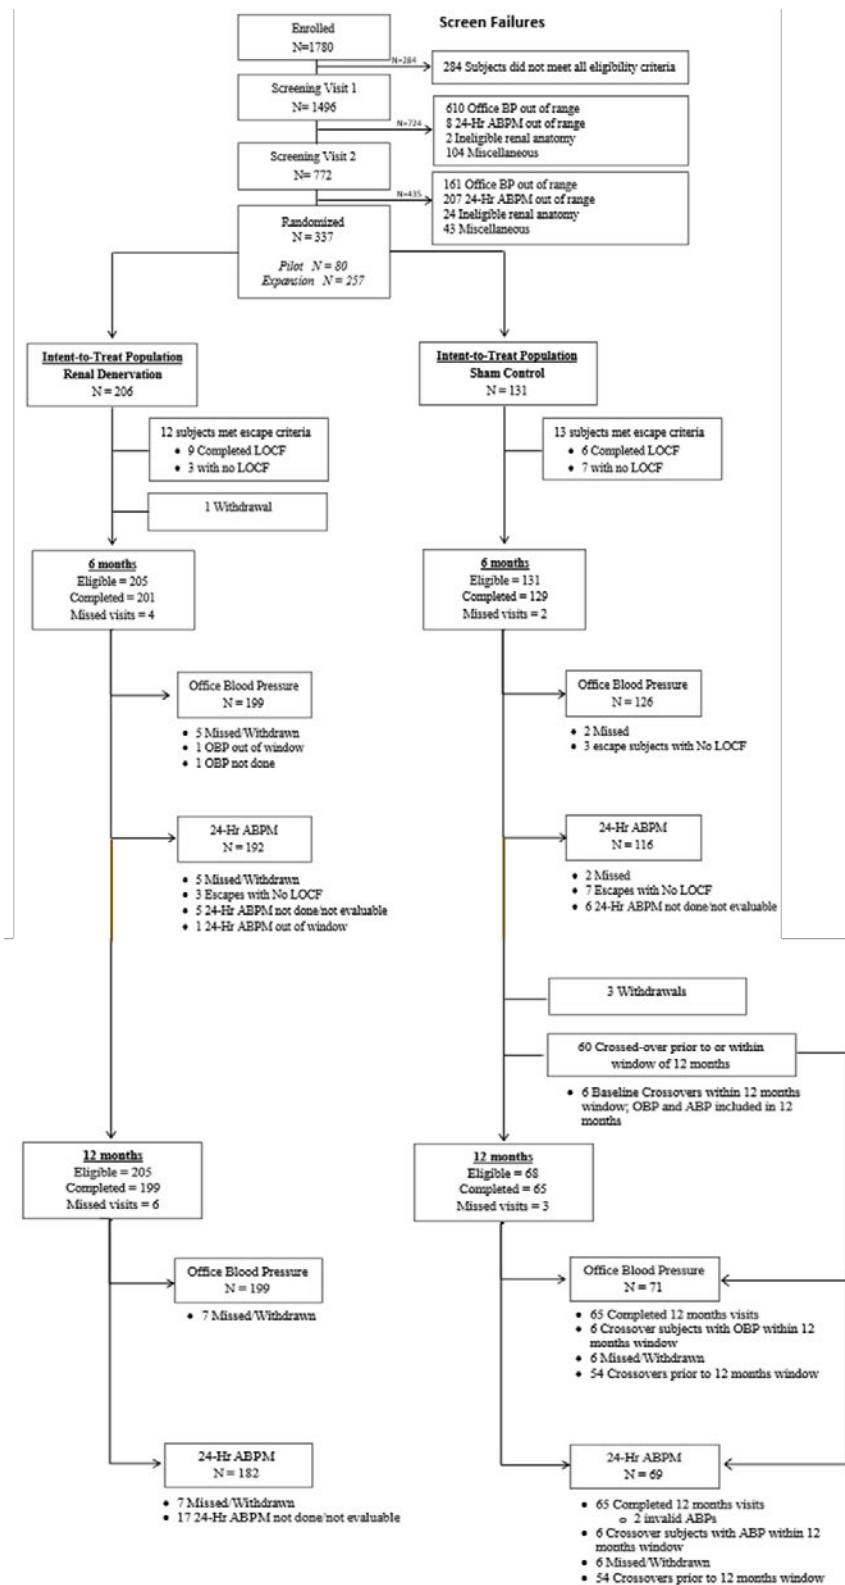 Screen Failures
Enrolled
N=1780
N=284
284 Subjects did not meet all eligibility criteria
Screening Visit 1
N= 1496
N=724
610 Office BP out of range
8 24-Hr ABPM out of range
2 Ineligible renal anatomy
104 Miscellaneous
Screening Visit 2
N= 772
N=435
161 Office BP out of range
207 24-Hr ABPM out of range
24 Ineligible renal anatomy
43 Miscellaneous
Randomized
N = 337
Pilot N = 80
Expansion N = 257
Intent-to-Treat Population
Renal Denervation
N = 206
Intent-to-Treat Population
Sham Control
N = 131
12 subjects met escape criteria
• 9 Completed LOCF
• 3 with no LOCF
13 subjects met escape criteria
• 6 Completed LOCF
• 7 with no LOCF
1 Withdrawal
6 months
Eligible = 205
Completed = 201
Missed visits = 4
6 months
Eligible = 131
Completed = 129
Missed visits = 2
Office Blood Pressure
N = 199
• 5 Missed/Withdrawn
• 1 OBP out of window
• 1 OBP not done
Office Blood Pressure
N = 126
• 2 Missed
• 3 escape subjects with No LOCF
24-Hr ABPM
N = 192
• 5 Missed/Withdrawn
• 3 Escapes with No LOCF
• 5 24-Hr ABPM not done/not evaluable
• 1 24-Hr ABPM out of window
24-Hr ABPM
N = 116
• 2 Missed
• 7 Escapes with No LOCF
• 6 24-Hr ABPM not done/not evaluable
3 Withdrawals
60 Crossed-over prior to or within
window of 12 months
• 6 Baseline Crossovers within 12 months
window; OBP and ABP included in 12
months
12 months
Eligible = 205
Completed = 199
Missed visits = 6
12 months
Eligible = 68
Completed = 65
Missed visits = 3
Office Blood Pressure
N = 199
• 7 Missed/Withdrawn
Office Blood Pressure
N = 71
• 65 Completed 12 months visits
• 6 Crossover subjects with OBP within 12
months window
• 6 Missed/Withdrawn
• 54 Crossovers prior to 12 months window
24-Hr ABPM
N = 182
• 7 Missed/Withdrawn
• 17 24-Hr ABPM not done/not evaluable
24-Hr ABPM
N = 69
• 65 Completed 12 months visits
o 2 invalid ABPs
• 6 Crossover subjects with ABP within 12
months window
• 6 Missed/Withdrawn
• 54 Crossovers prior to 12 months window